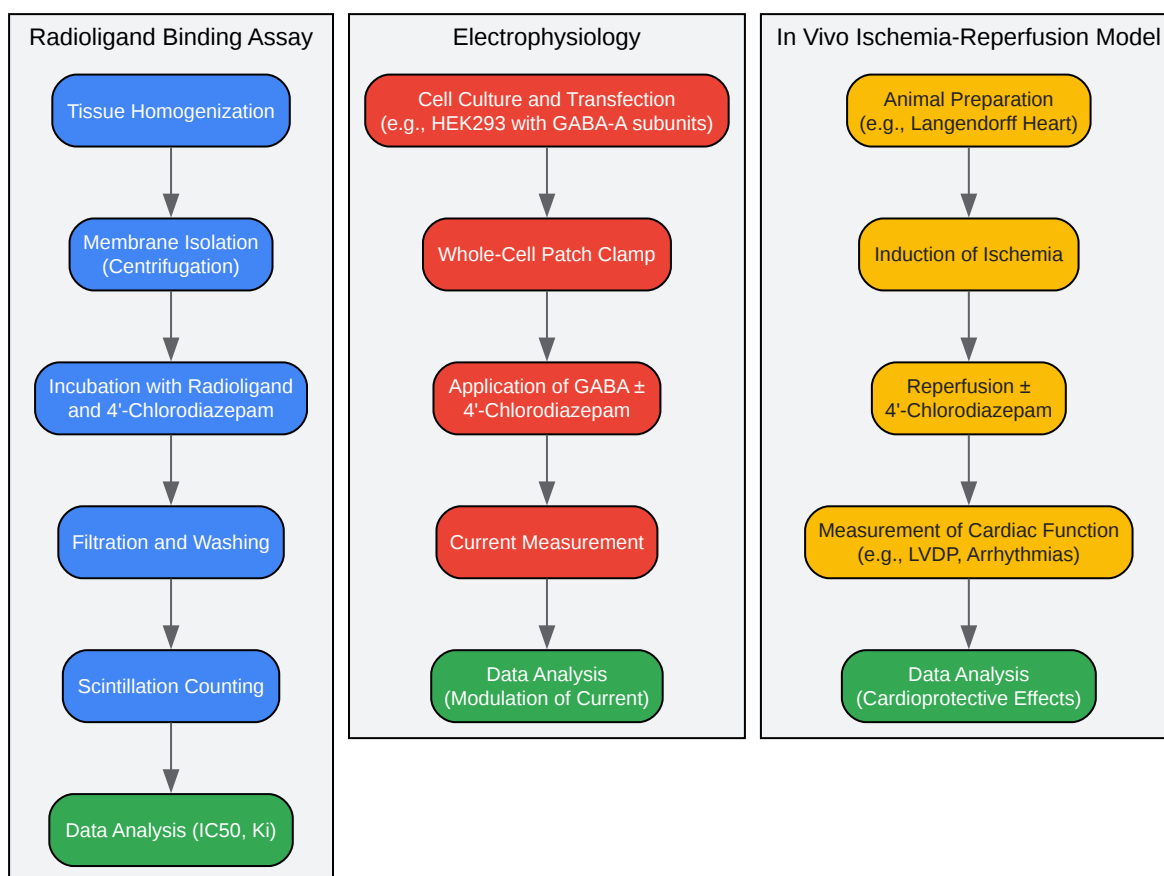 Radioligand Binding Assay
Tissue Homogenization
Membrane Isolation
(Centrifugation)
Incubation with Radioligand
and 4'-Chlorodiazepam
Filtration and Washing
Scintillation Counting
Data Analysis (IC50, Ki)
Electrophysiology
Cell Culture and Transfection
(e.g., HEK293 with GABA-A subunits)
Whole-Cell Patch Clamp
Application of GABA ±
4'-Chlorodiazepam
Current Measurement
Data Analysis
(Modulation of Current)
In Vivo Ischemia-Reperfusion Model
Animal Preparation
(e.g., Langendorff Heart)
Induction of Ischemia
Reperfusion ±
4'-Chlorodiazepam
Measurement of Cardiac Function
(e.g., LVDP, Arrhythmias)
Data Analysis
(Cardioprotective Effects)